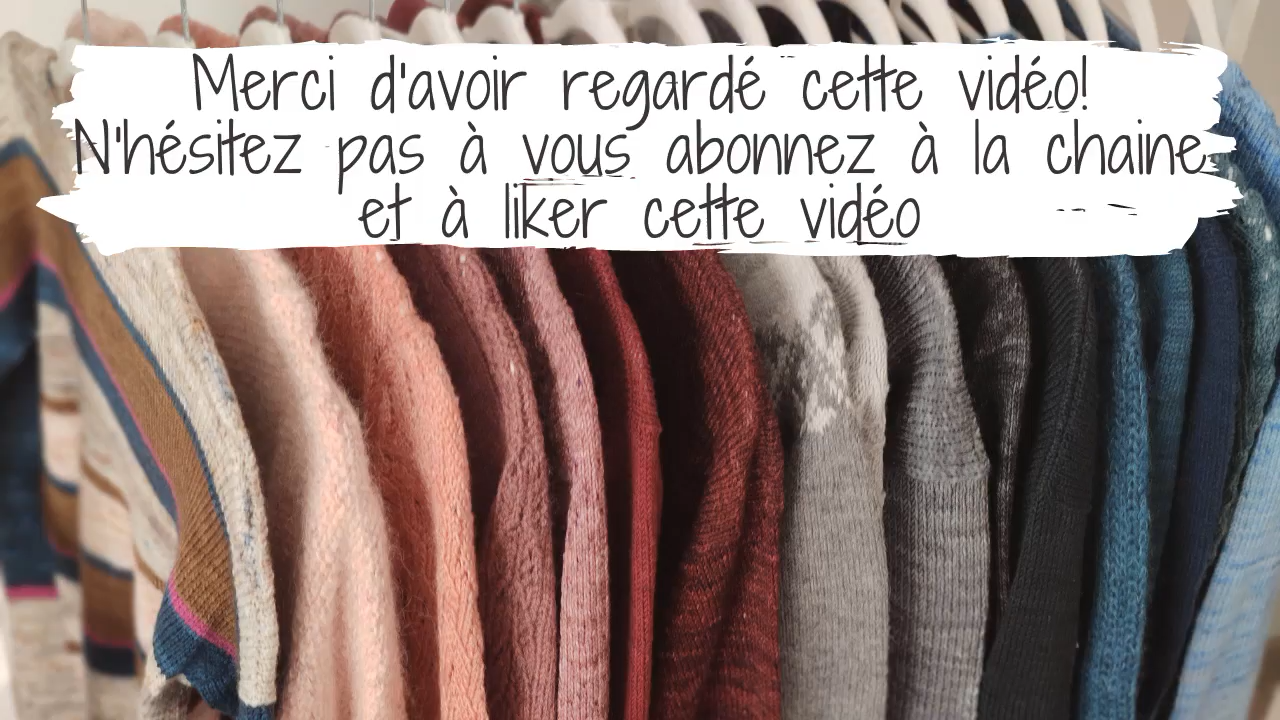 Merci d'avoir regardé cette vidéo!
N'hésitez pas à vous abonnez à la chaine
et à liker cette vidéo